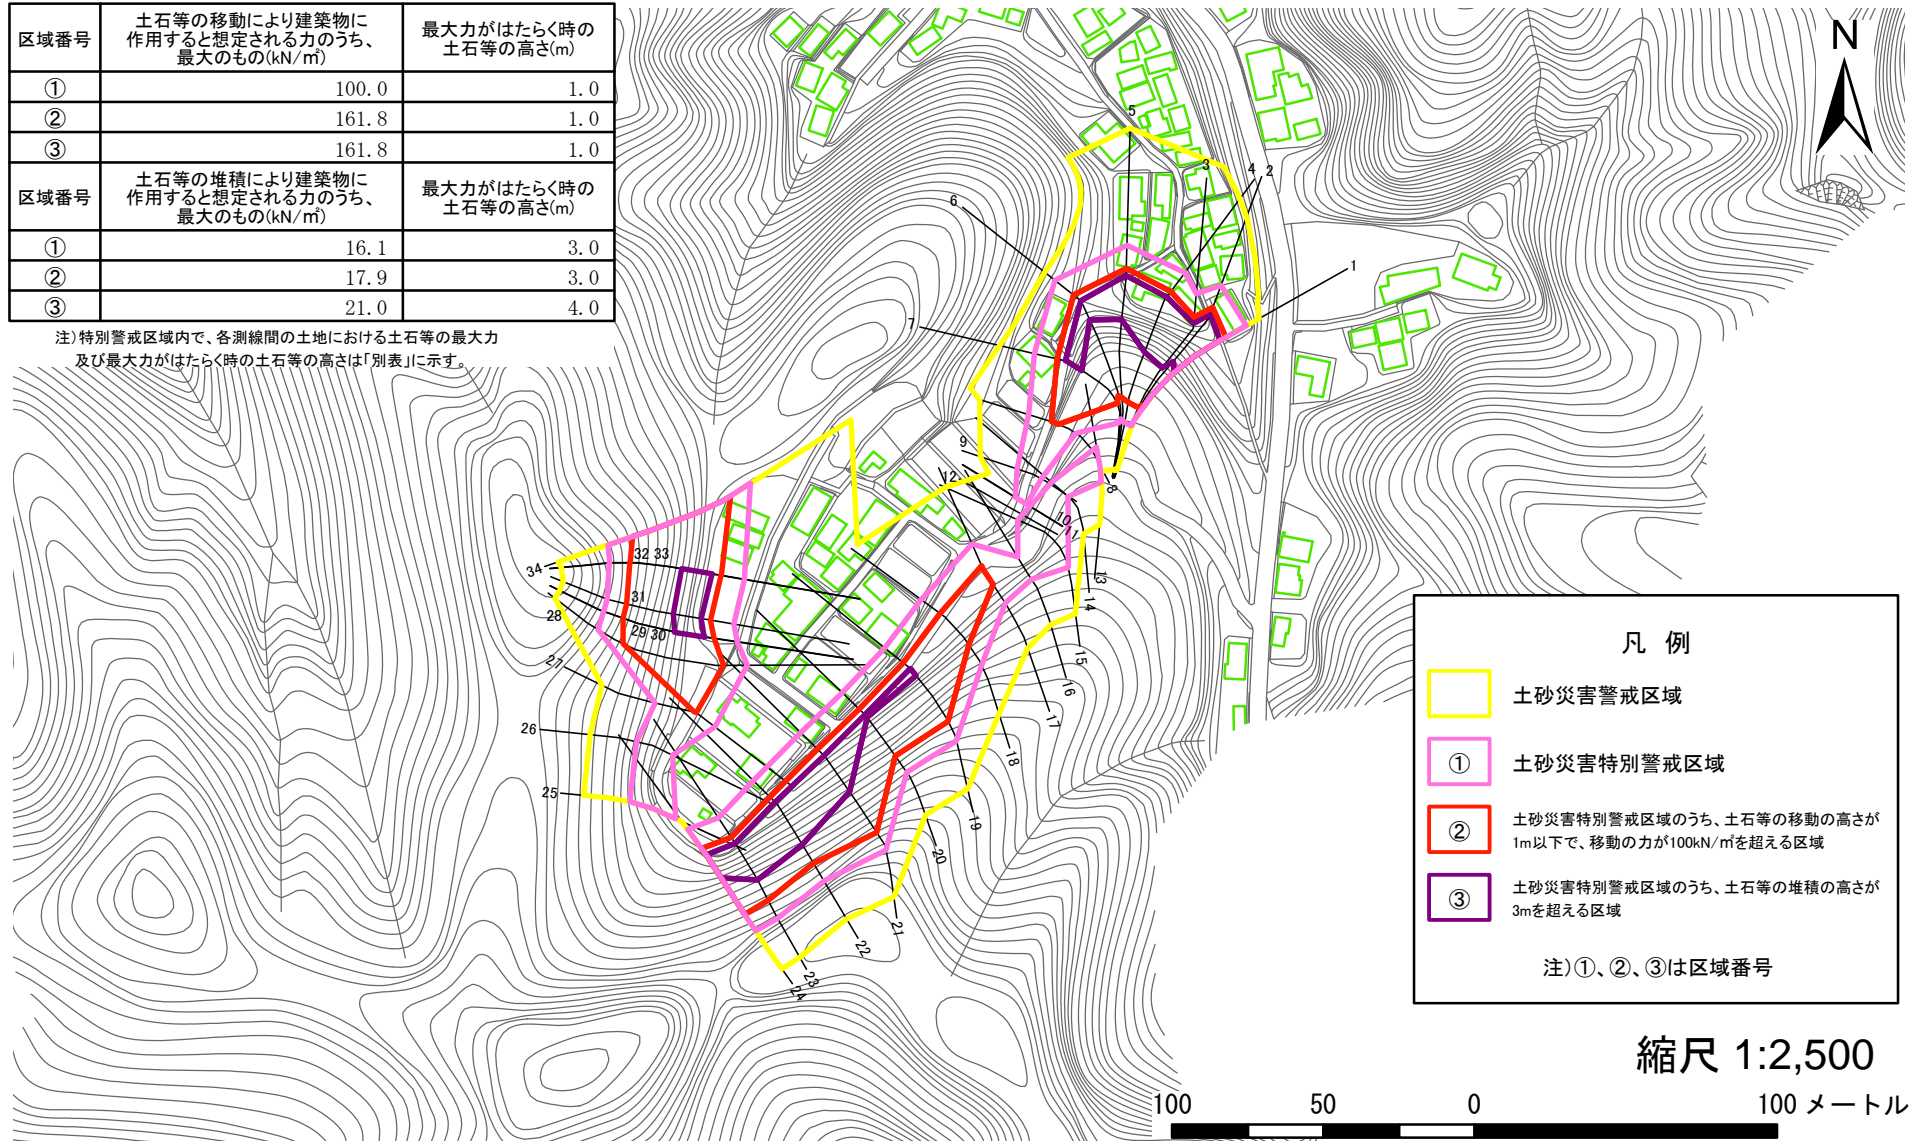 区域番号
土石等の移動により建築物に
作用すると想定される力のうち、
最大のもの(kN/㎡)
最大力がはたらく時の
土石等の高さ(m)
① 100.0 1.0
② 161.8 1.0
③ 161.8 1.0
区域番号
土石等の堆積により建築物に
作用すると想定される力のうち、
最大のもの(kN/㎡)
最大力がはたらく時の
土石等の高さ(m)
① 16.1 3.0
② 17.9 3.0
③ 21.0 4.0
注)特別警戒区域内で、各測線間の土地における土石等の最大力
及び最大力がはたらく時の土石等の高さは「別表」に示す。
N
5
3
4
2
6
1
7
9
12
8
10
11
13
14
15
16
17
18
19
20
21
22
23
24
25
26
27
28
29
30
31
32
33
34
凡 例
土砂災害警戒区域
① 土砂災害特別警戒区域
② 土砂災害特別警戒区域のうち、土石等の移動の高さが
1m以下で、移動の力が100kN/㎡を超える区域
③ 土砂災害特別警戒区域のうち、土石等の堆積の高さが
3mを超える区域
注)①、②、③は区域番号
縮尺 1:2,500
100 50 0 100 メートル